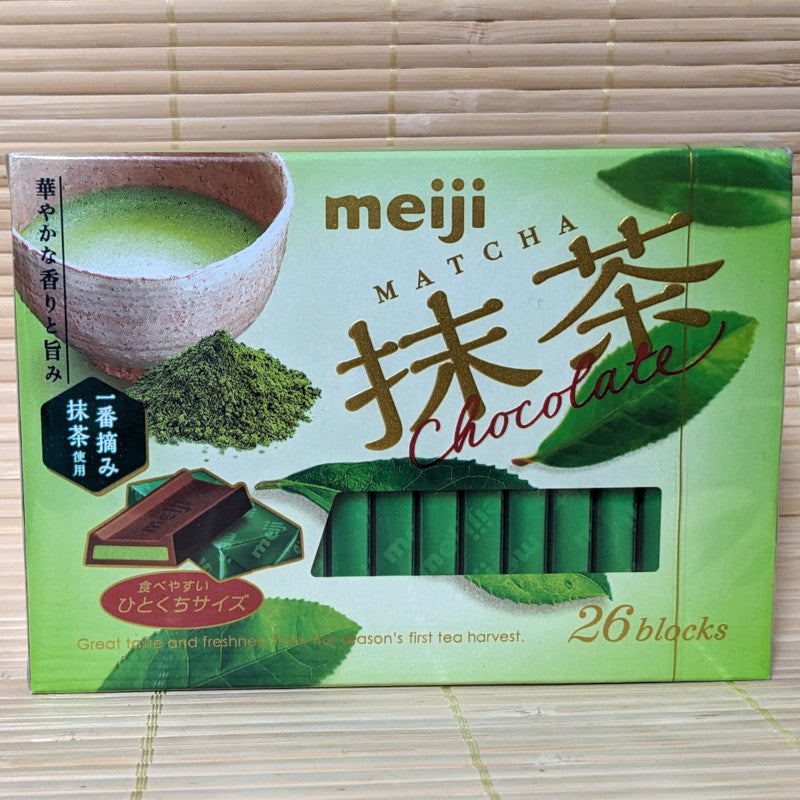 meiji
MATCHA
抹茶
Chocolate
華やかな香りと旨み
一番摘み
抹茶使用
meiji
meiji
食べやすい
ひとくちサイズ
Great taste and freshness from the season's first tea harvest.
26 blocks